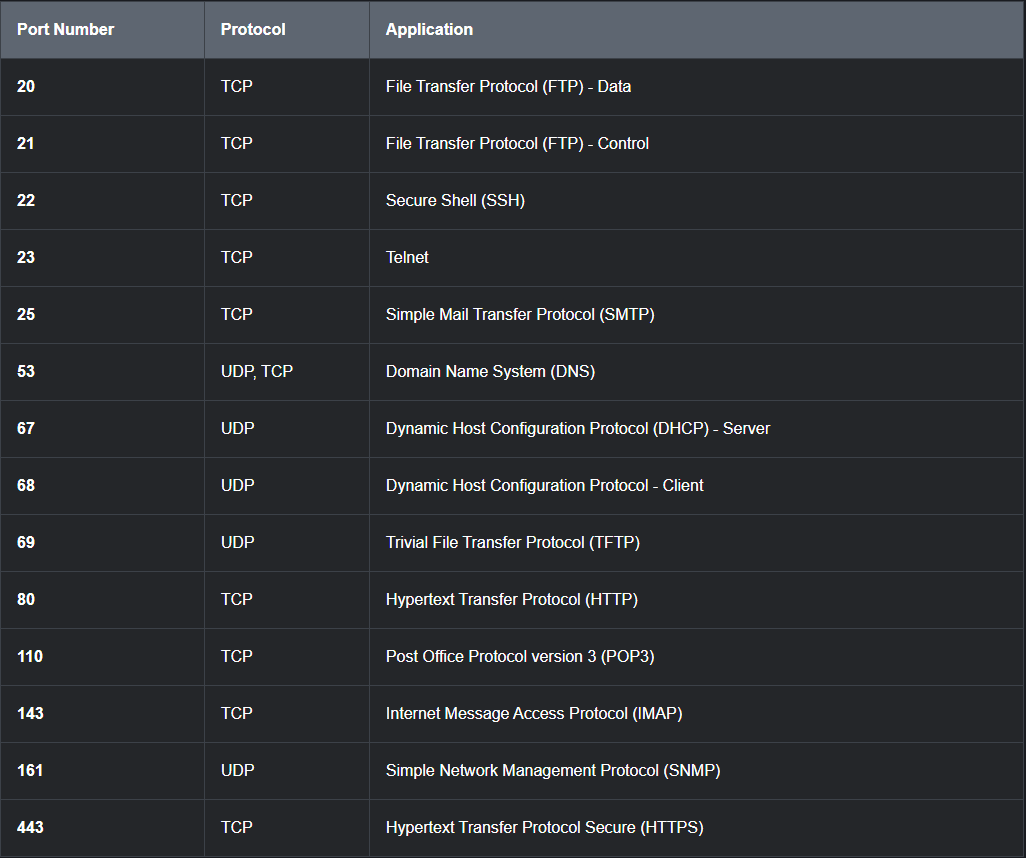 Port Number Protocol Application
20 TCP File Transfer Protocol (FTP) - Data
21 TCP File Transfer Protocol (FTP) - Control
22 TCP Secure Shell (SSH)
23 TCP Telnet
25 TCP Simple Mail Transfer Protocol (SMTP)
53 UDP, TCP Domain Name System (DNS)
67 UDP Dynamic Host Configuration Protocol (DHCP) - Server
68 UDP Dynamic Host Configuration Protocol - Client
69 UDP Trivial File Transfer Protocol (TFTP)
80 TCP Hypertext Transfer Protocol (HTTP)
110 TCP Post Office Protocol version 3 (POP3)
143 TCP Internet Message Access Protocol (IMAP)
161 UDP Simple Network Management Protocol (SNMP)
443 TCP Hypertext Transfer Protocol Secure (HTTPS)